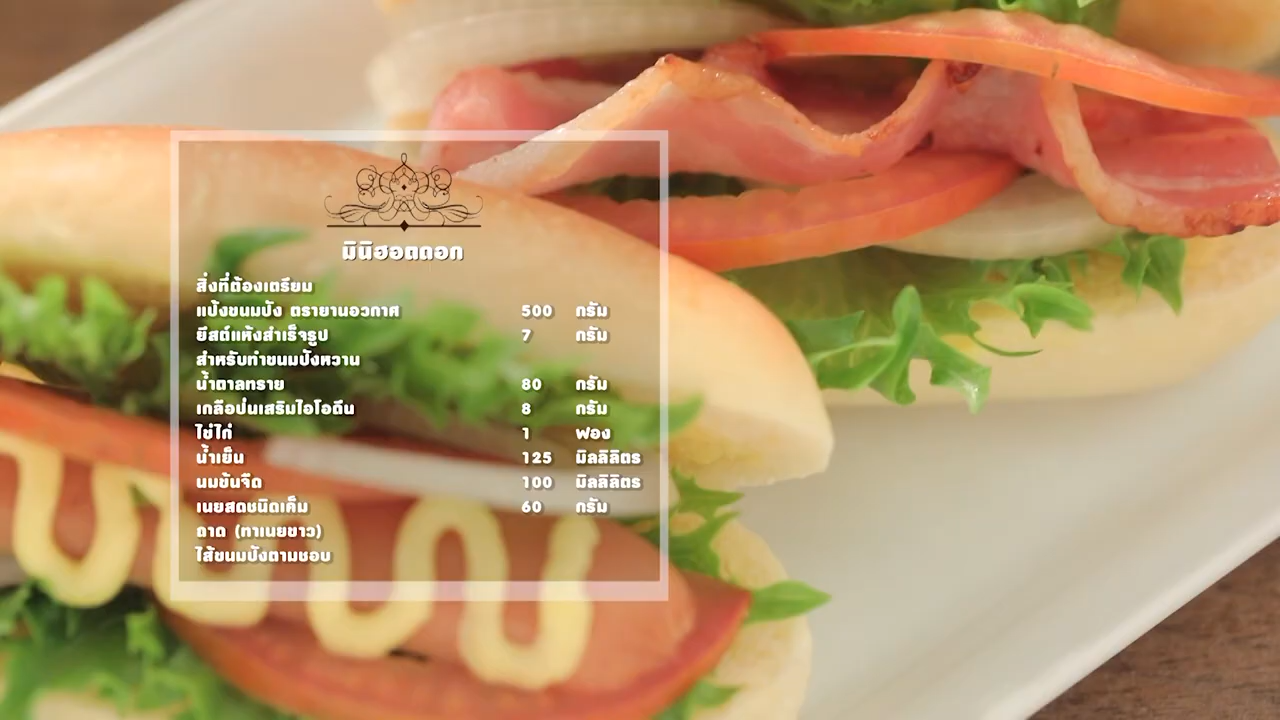 มินิฮอตดอก
สิ่งที่ต้องเตรียม
แป้งขนมปัง ตรายานอวกาศ 500 กรัม
ยีสต์แห้งสำเร็จรูป 7 กรัม
สำหรับทำขนมปังหวาน
น้ำตาลทราย 80 กรัม
เกลือป่นเสริมไอโอดีน 8 กรัม
ไข่ไก่ 1 ฟอง
น้ำเย็น 125 มิลลิลิตร
นมข้นจืด 100 มิลลิลิตร
เนยสดชนิดเค็ม 60 กรัม
ถาด (ทาเนยขาว)
ไส้ขนมปังตามชอบ